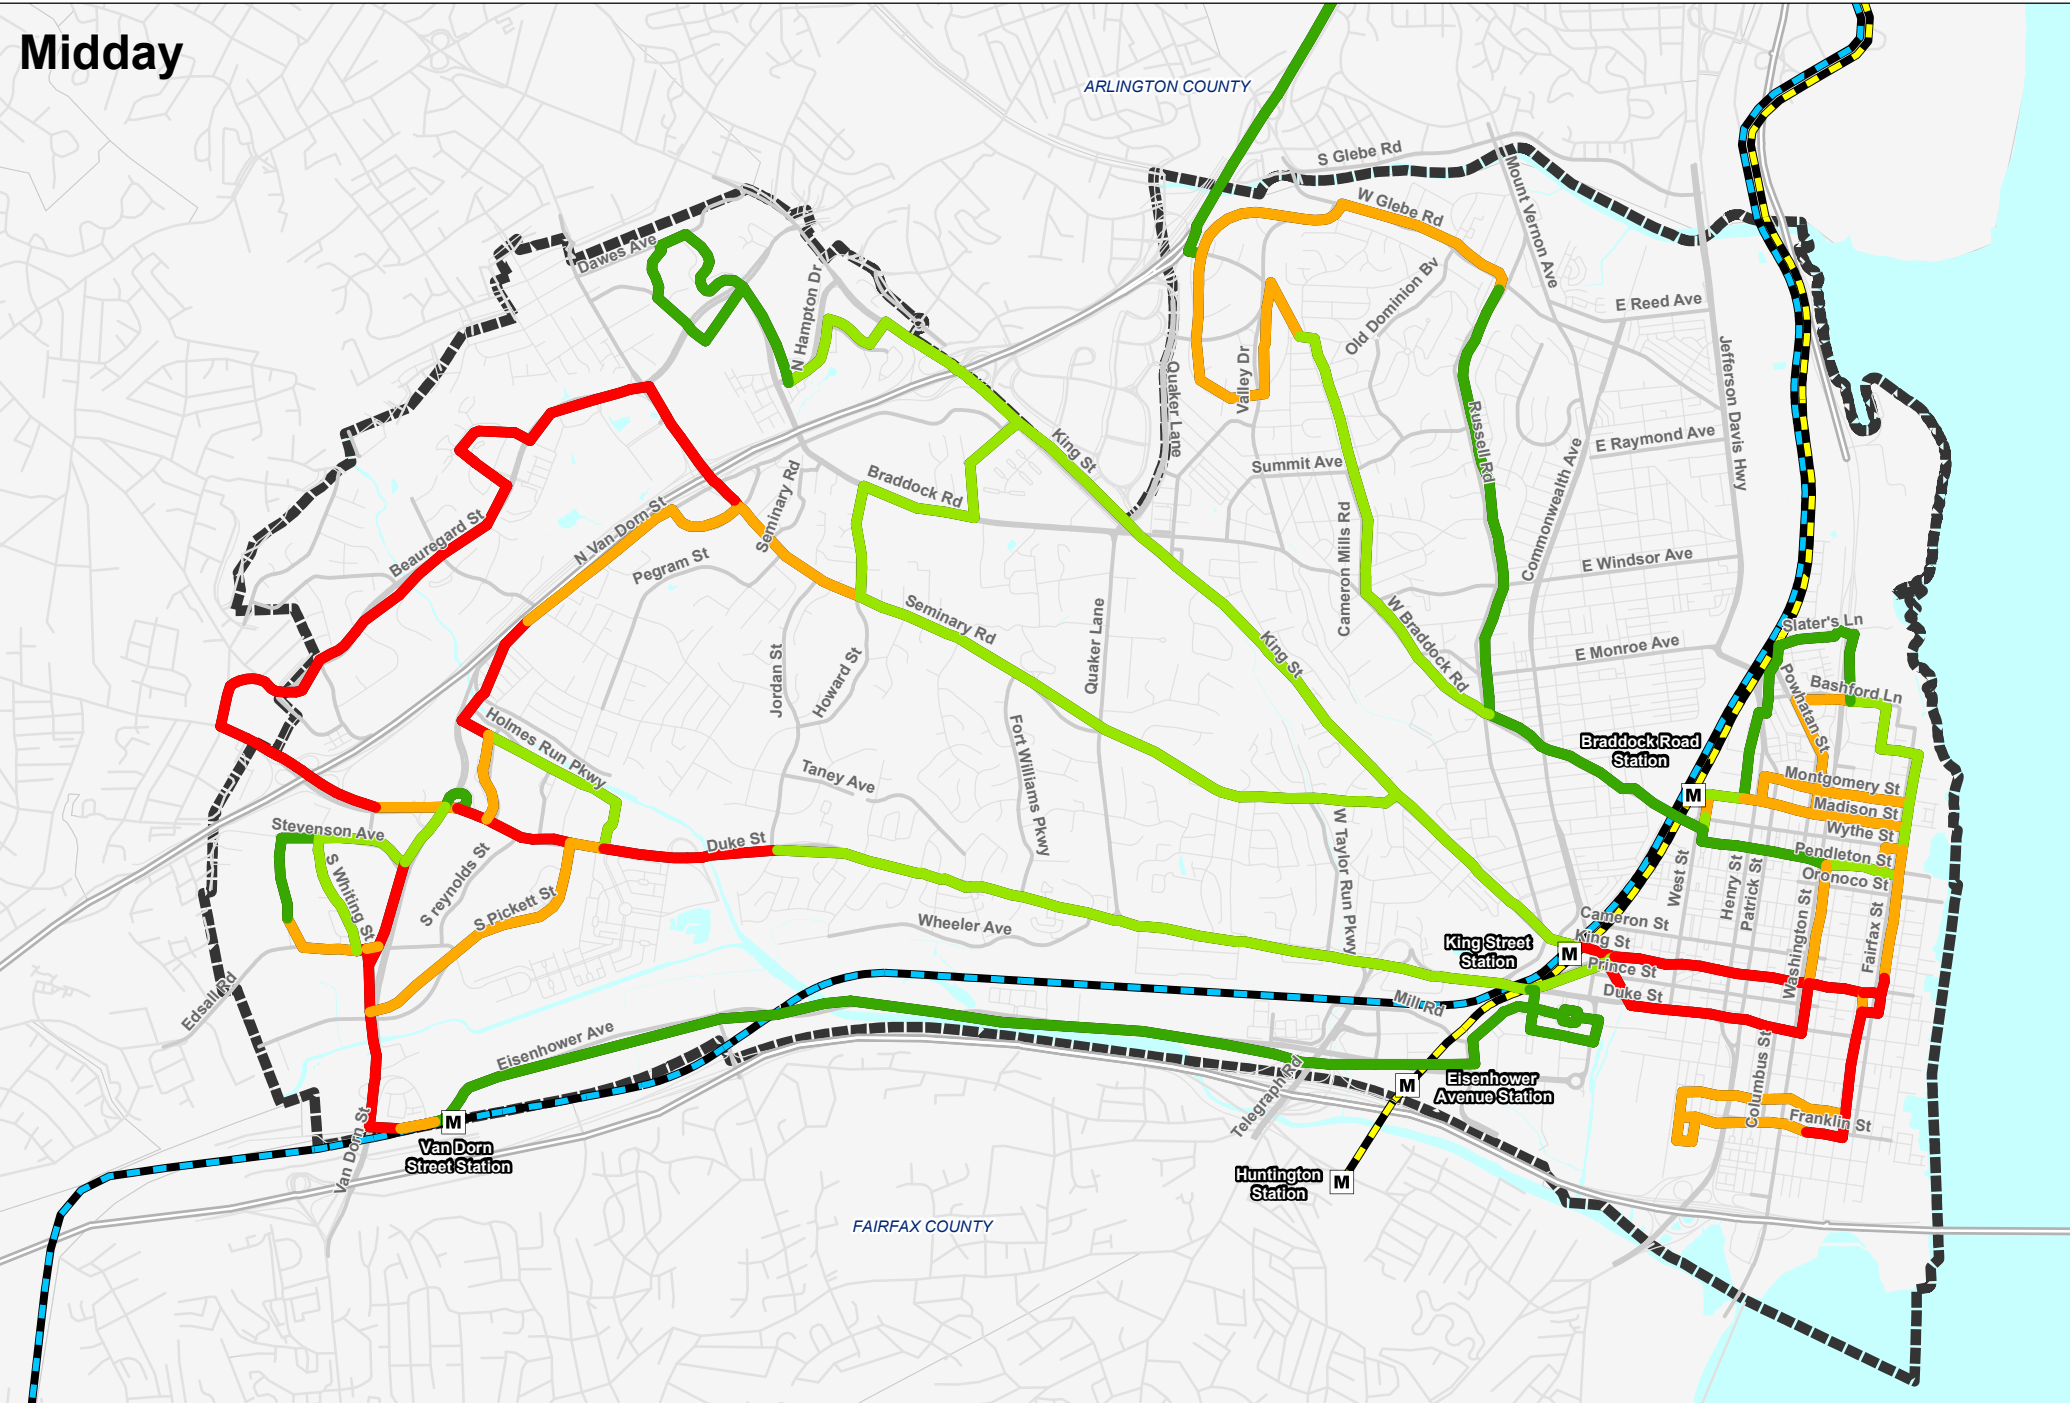 Midday
ARLINGTON COUNTY
S Glebe Rd
W Glebe Rd
Mount Vernon Ave
Dawes Ave
N Hampton Dr
Old Dominion Bv
E Reed Ave
Quaker Lane
Valley Dr
Jefferson Davis Hwy
Russell Rd
King St
E Raymond Ave
Summit Ave
Braddock Rd
Seminary Rd
Commonwealth Ave
Beauregard St
N Van Dorn St
Pegram St
Cameron Mills Rd
E Windsor Ave
Seminary Rd
W Braddock Rd
Quaker Lane
King St
Slater's Ln
E Monroe Ave
Jordan St
Howard St
Powhatan St
Bashford Ln
Holmes Run Pkwy
Fort Williams Pkwy
Braddock Road
Station
M
Taney Ave
Montgomery St
Madison St
Wythe St
Stevenson Ave
Duke St
W Taylor Run Pkwy
Pendleton St
Oronoco St
S Whiting St
S reynolds St
S Pickett St
West St
Henry St
Patrick St
Washington St
Fairfax St
Wheeler Ave
Cameron St
King St
King Street
Station
M
Prince St
Duke St
Mill Rd
Edsall Rd
Eisenhower Ave
Telegraph Rd
M
Eisenhower
Avenue Station
Columbus St
Franklin St
Van Dorn St
M
Van Dorn
Street Station
Huntington
Station
M
FAIRFAX COUNTY